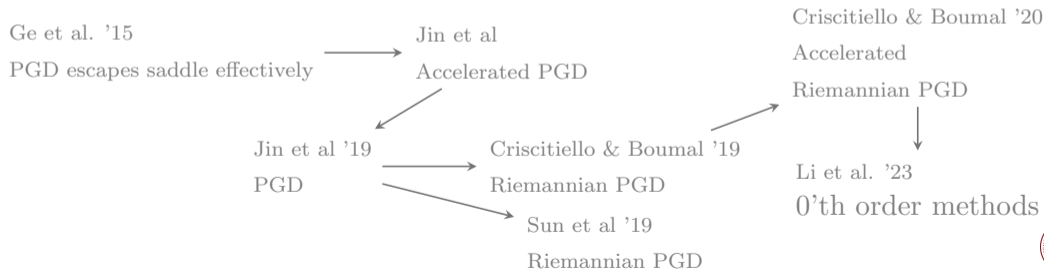 Ge et al. '15
PGD escapes saddle effectively
Jin et al
Accelerated PGD
Jin et al '19
PGD
Criscitiello & Boumal '19
Riemannian PGD
Sun et al '19
Riemannian PGD
Criscitiello & Boumal '20
Accelerated
Riemannian PGD
Li et al. '23
0'th order methods